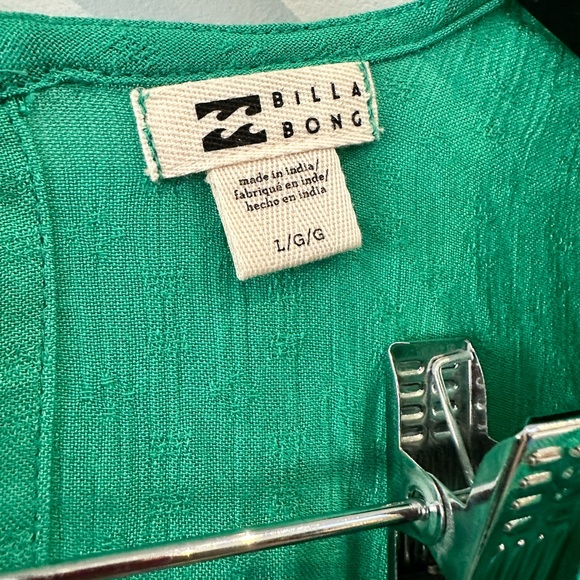 BILLA
BONG
made in india/
fabriqué en inde/
hecho en india
L/G/G